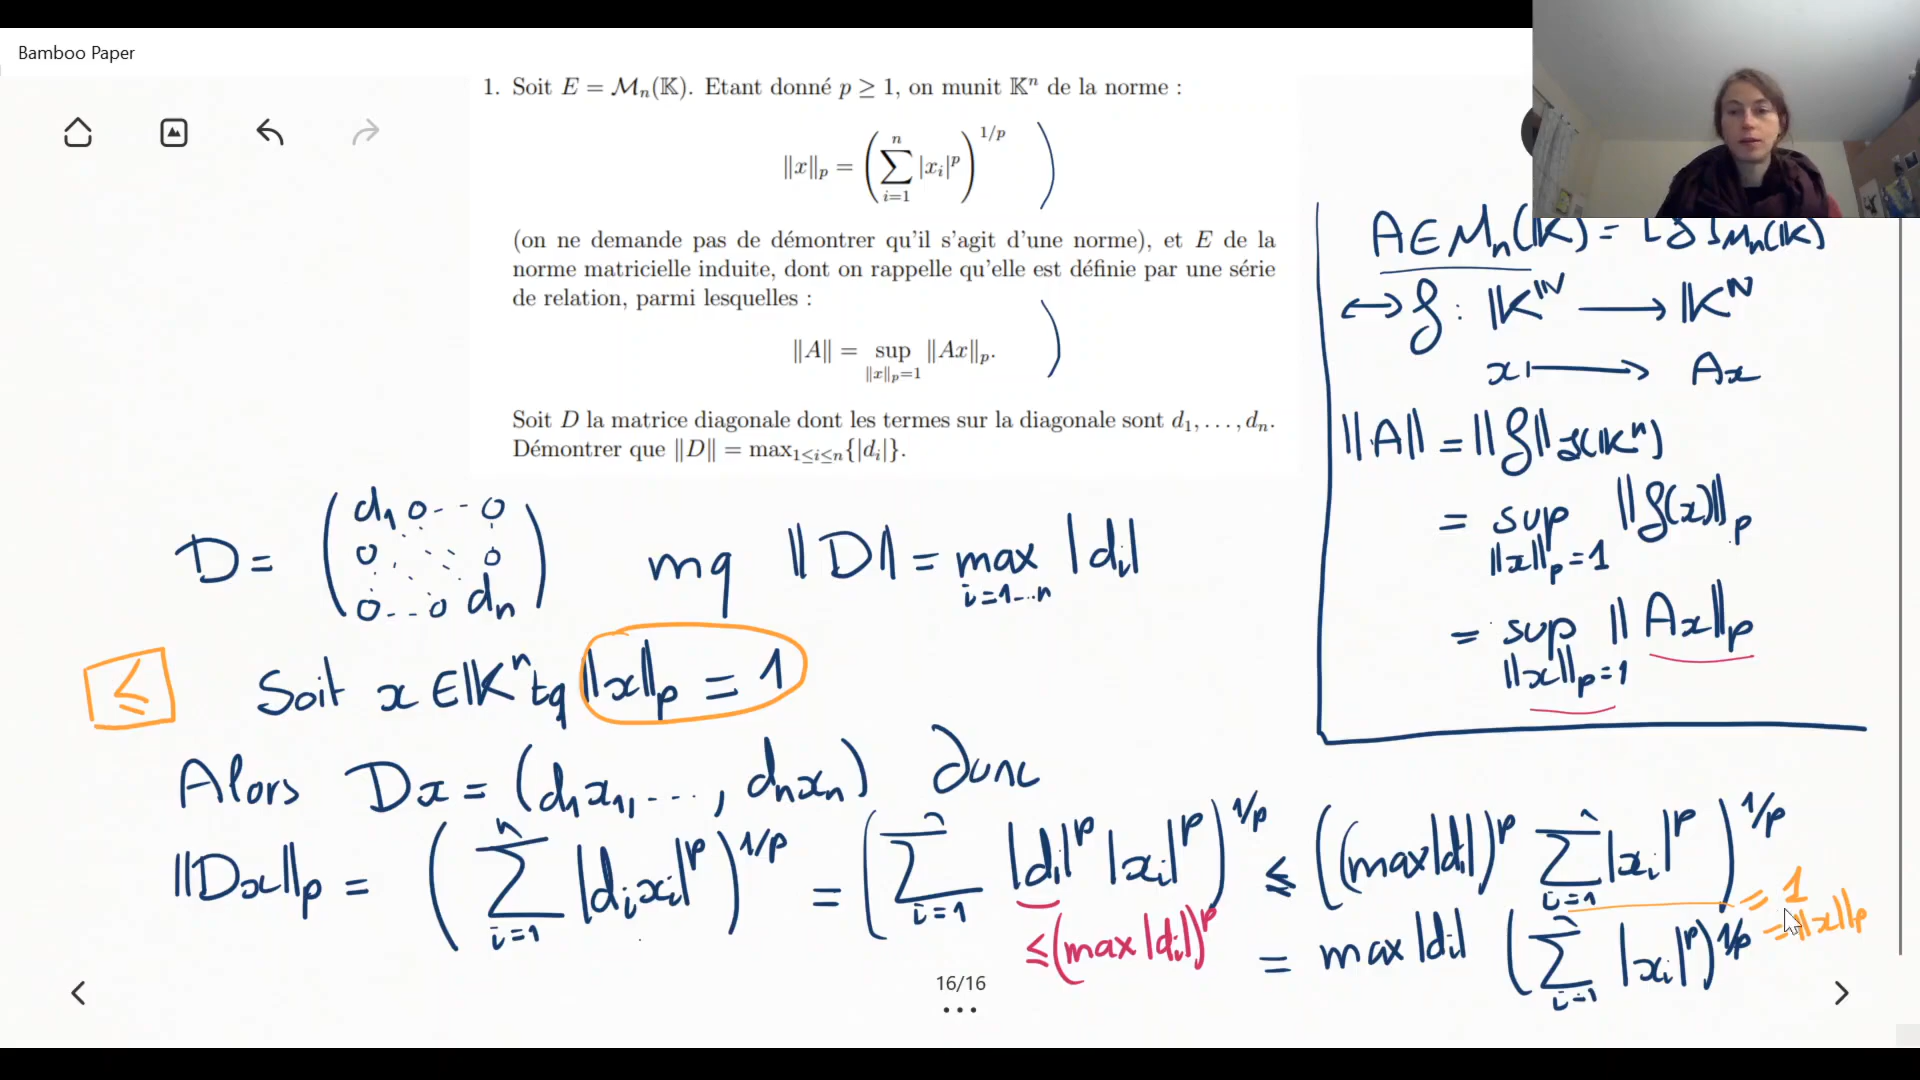 Bamboo Paper
1. Soit E = Mₙ(𝕂). Etant donné p ≥ 1, on munit 𝕂ⁿ de la norme :
‖x‖ₚ = (∑ᵢ₌₁ⁿ |xᵢ|ᵖ)^{1/p}
(on ne demande pas de démontrer qu'il s'agit d'une norme), et E de la
norme matricielle induite, dont on rappelle qu'elle est définie par une série
de relation, parmi lesquelles :
‖A‖ = sup_{‖x‖ₚ=1} ‖Ax‖ₚ.
Soit D la matrice diagonale dont les termes sur la diagonale sont d₁, . . . , dₙ.
Démontrer que ‖D‖ = max_{1≤i≤n}{|dᵢ|}.
A ∈ Mₙ(𝕂) =
↔ f : 𝕂ᴺ ⟶ 𝕂ᴺ
x ⟼ Ax
‖A‖ = ‖f‖_{ℒ(𝕂ⁿ)}
= sup_{‖x‖ₚ=1} ‖f(x)‖ₚ
= sup_{‖x‖ₚ=1} ‖Ax‖ₚ
D = ( d₁ 0 - - 0
0 0
0 - - 0 dₙ ) mq ‖D‖ = max_{i=1...n} |dᵢ|
≤ Soit x ∈ 𝕂ⁿ tq ‖x‖ₚ = 1
Alors Dx = (d₁x₁, ..., dₙxₙ) donc
‖Dx‖ₚ = (∑ᵢ₌₁ⁿ |dᵢxᵢ|ᵖ)^{1/p} = (∑ᵢ₌₁ⁿ |dᵢ|ᵖ |xᵢ|ᵖ)^{1/p} ≤ ((max|dᵢ|)ᵖ ∑ᵢ₌₁ⁿ |xᵢ|ᵖ)^{1/p}
= 1
≤ (max |dᵢ|)ᵖ
= max |dᵢ| (∑ᵢ₌₁ⁿ |xᵢ|ᵖ)^{1/p} = ‖x‖ₚ
16/16